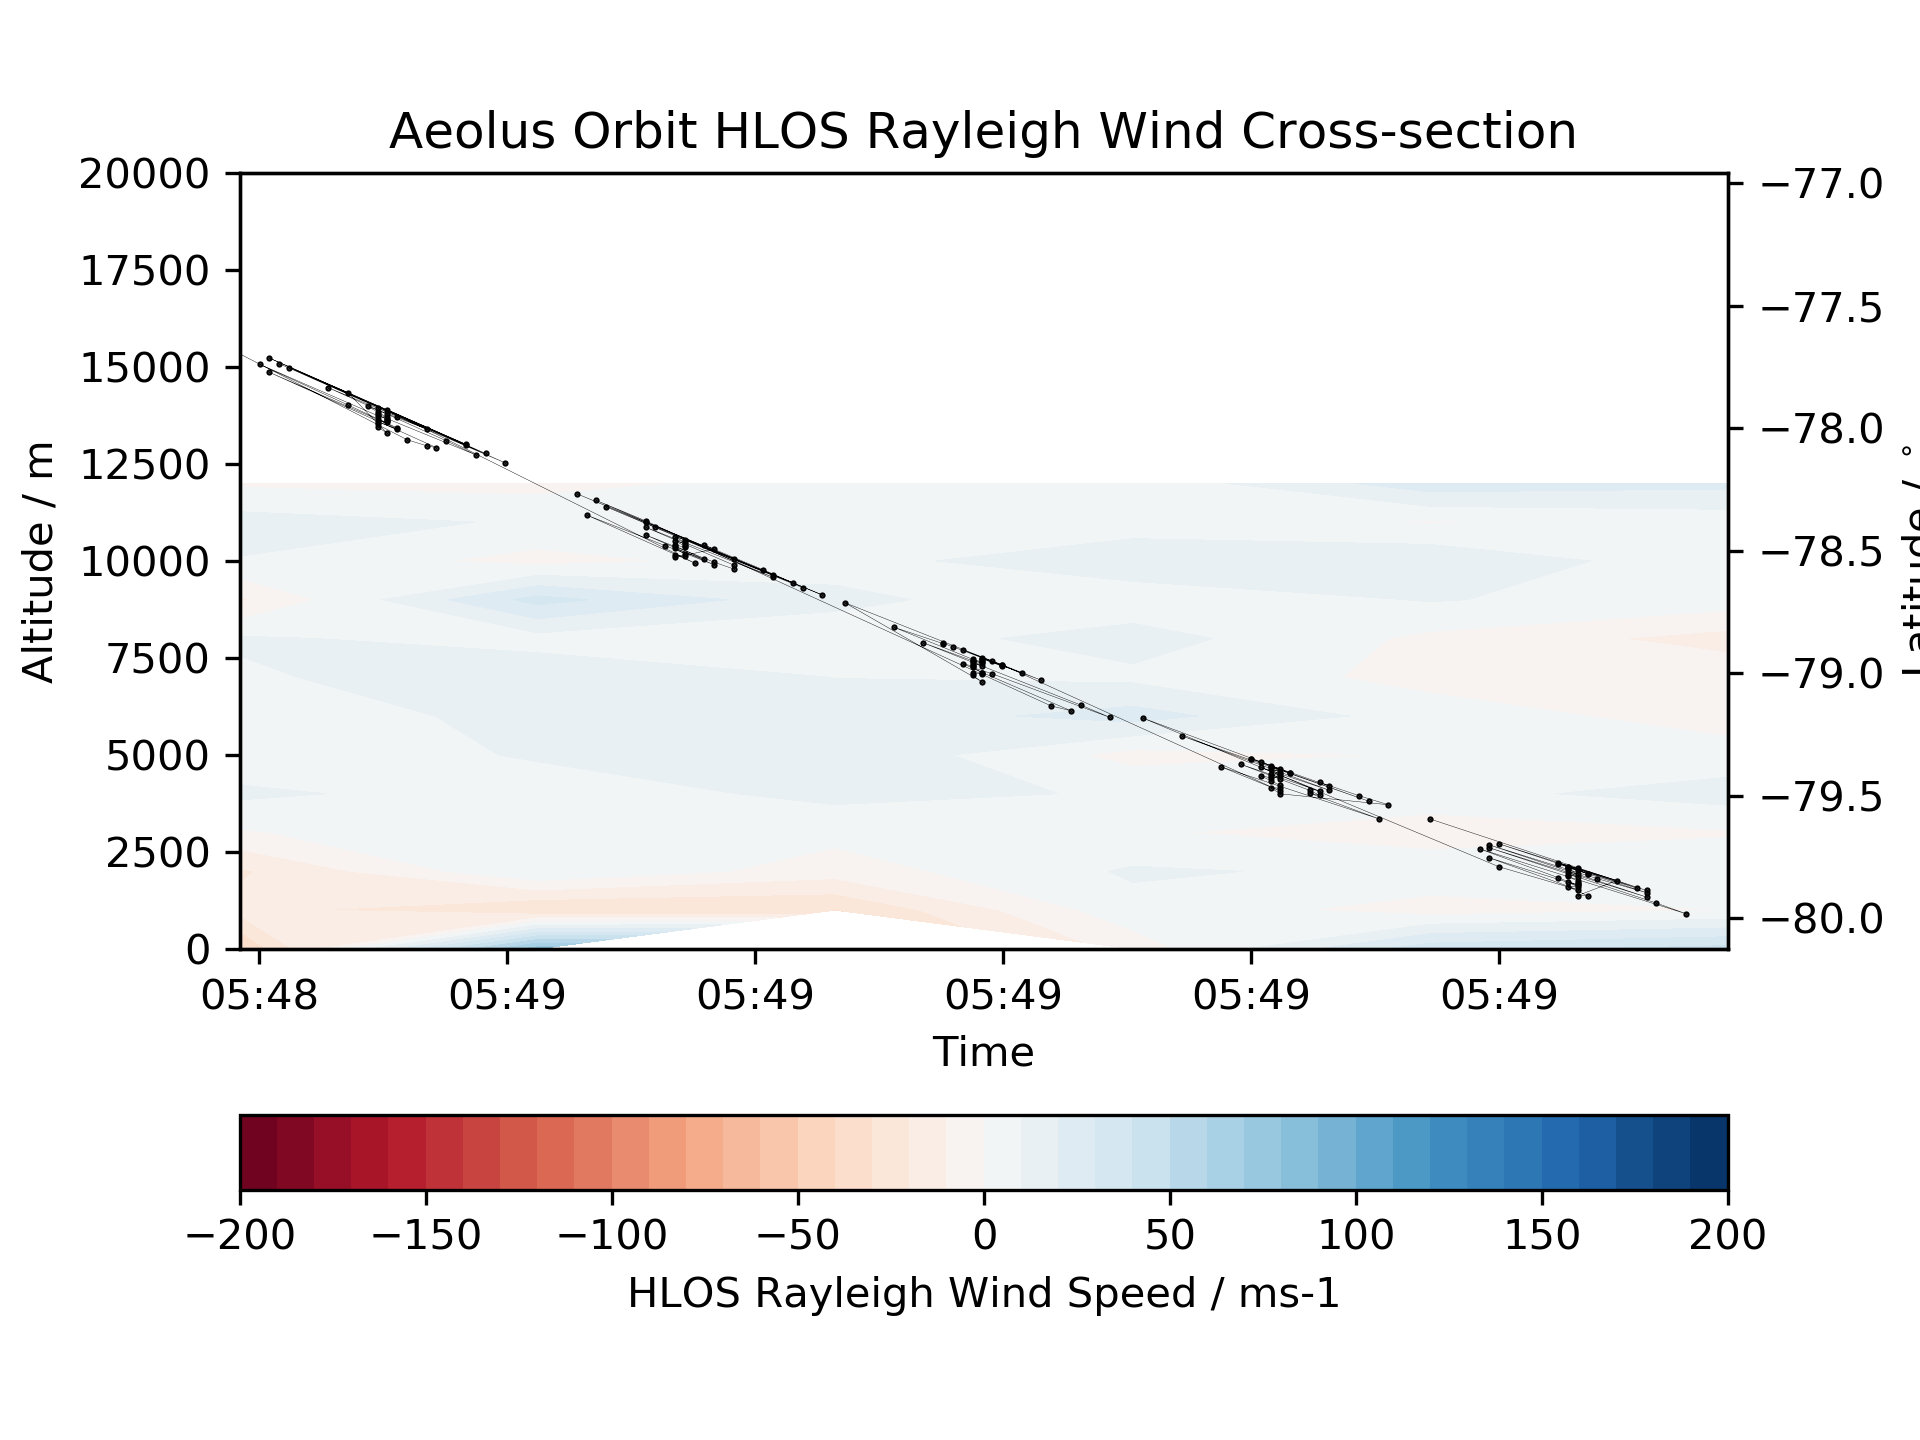 Aeolus Orbit HLOS Rayleigh Wind Cross-section
20000
17500
15000
12500
10000
7500
5000
2500
0
Altitude / m
−77.0
−77.5
−78.0
−78.5
−79.0
−79.5
−80.0
Latitude / °
05:48 05:49 05:49 05:49 05:49 05:49
Time
−200 −150 −100 −50 0 50 100 150 200
HLOS Rayleigh Wind Speed / ms-1